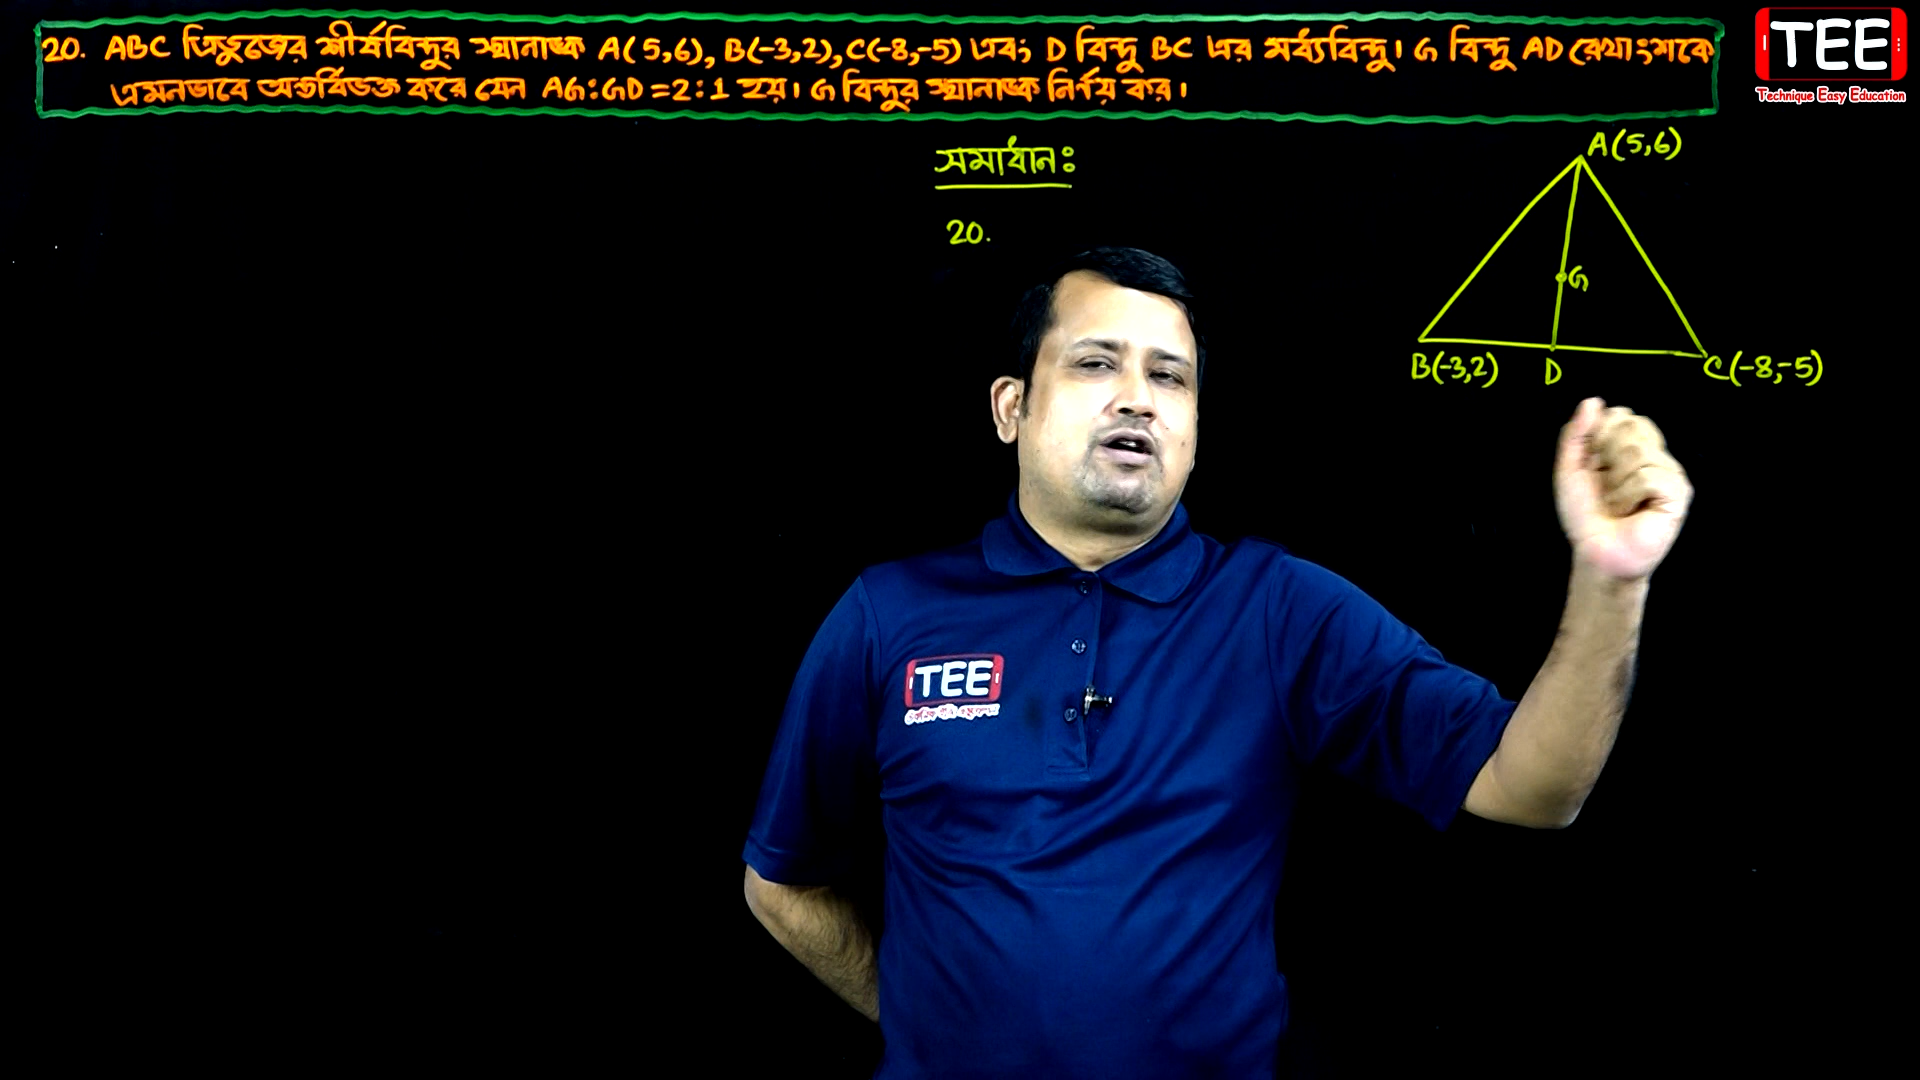 20. ABC ত্রিভুজের শীর্ষবিন্দুর স্থানাঙ্ক A(5,6), B(-3,2), C(-8,-5) এবং D বিন্দু BC এর মধ্যবিন্দু। G বিন্দু AD রেখাংশকে
এমনভাবে অন্তর্বিভক্ত করে যেন AG:GD=2:1 হয়। G বিন্দুর স্থানাঙ্ক নির্ণয় কর।
TEE
Technique Easy Education
সমাধানঃ
20.
A(5,6)
G
B(-3,2) D C(-8,-5)
TEE